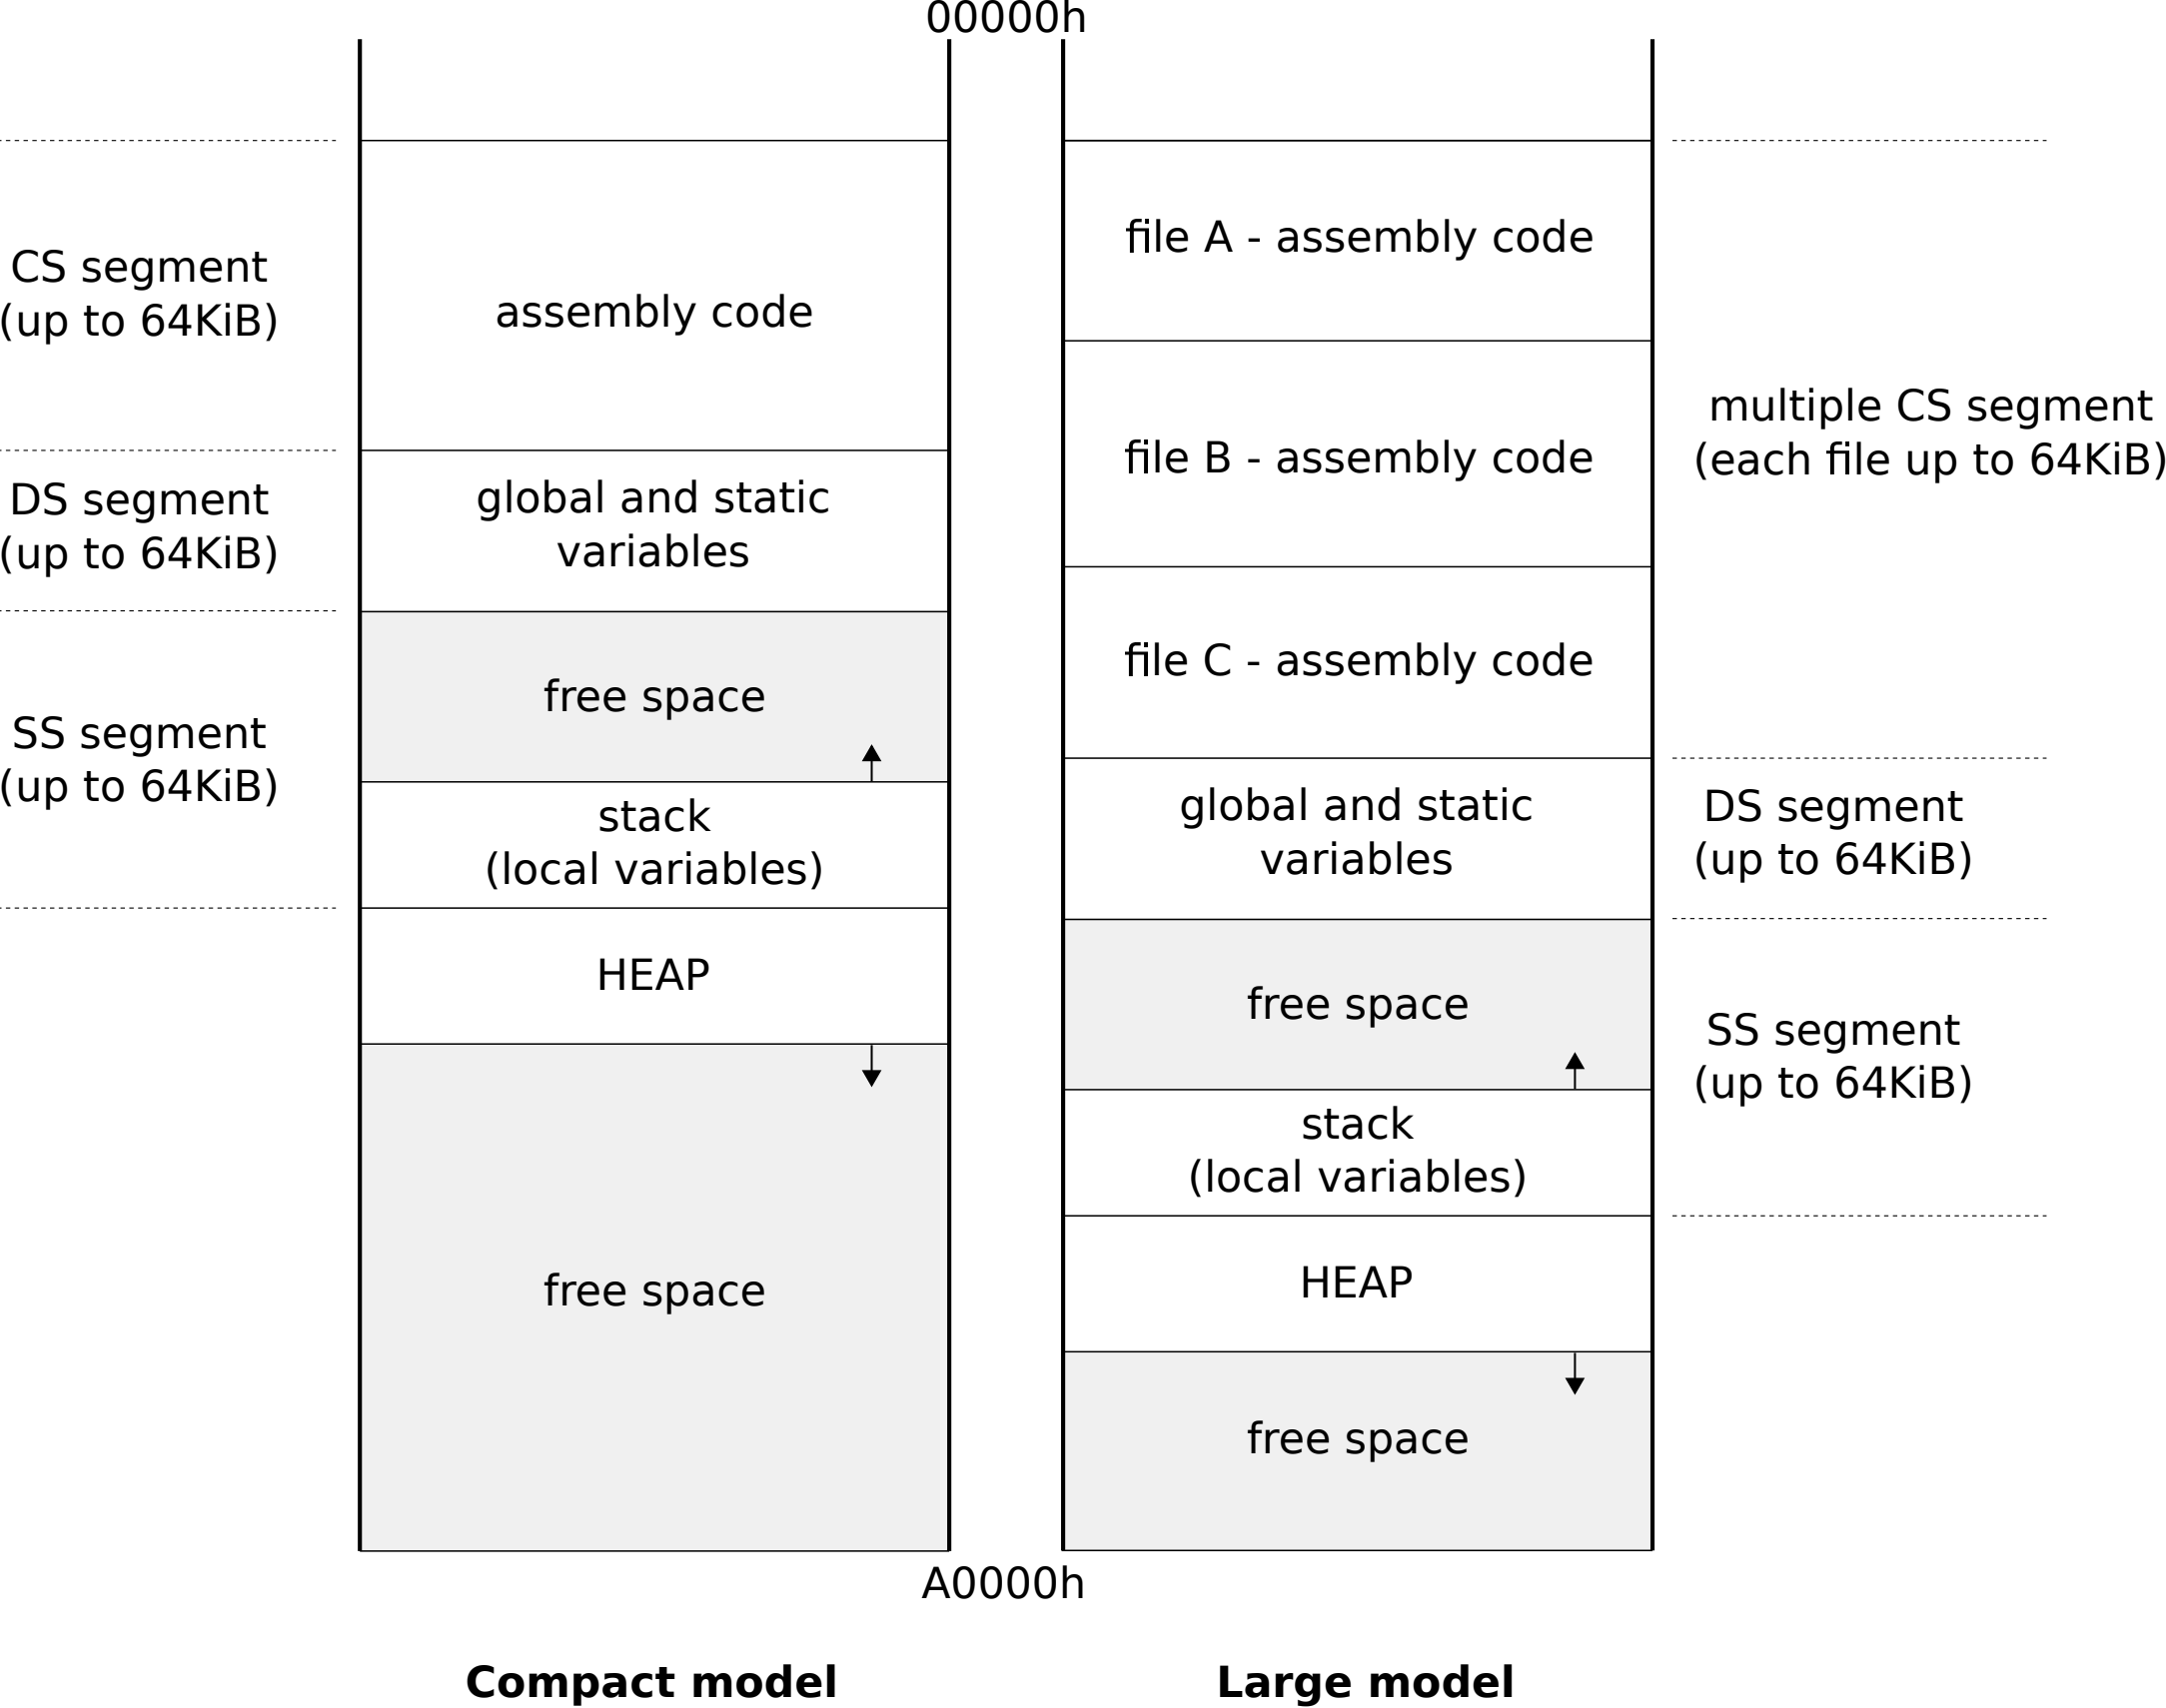 00000h
CS segment
(up to 64KiB)
DS segment
(up to 64KiB)
SS segment
(up to 64KiB)
assembly code
global and static
variables
free space
stack
(local variables)
HEAP
free space
file A - assembly code
file B - assembly code
file C - assembly code
global and static
variables
free space
stack
(local variables)
HEAP
free space
multiple CS segment
(each file up to 64KiB)
DS segment
(up to 64KiB)
SS segment
(up to 64KiB)
A0000h
Compact model
Large model